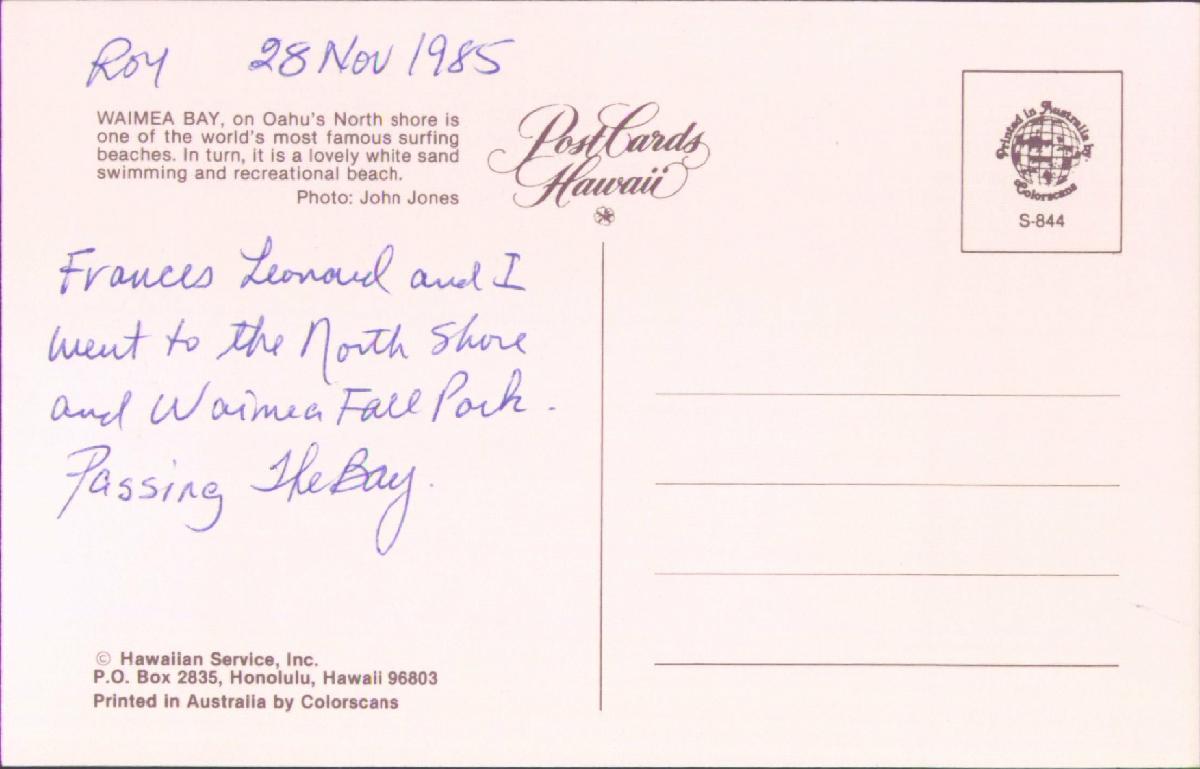 Roy 28 Nov 1985
WAIMEA BAY, on Oahu's North shore is
one of the world's most famous surfing
beaches. In turn, it is a lovely white sand
swimming and recreational beach.
Photo: John Jones
PostCards
Hawaii
Printed in Australia by:
Colorscans
S-844
Frances Leonard and I
went to the North Shore
and Waimea Fall Park.
Passing The Bay.
© Hawaiian Service, Inc.
P.O. Box 2835, Honolulu, Hawaii 96803
Printed in Australia by Colorscans